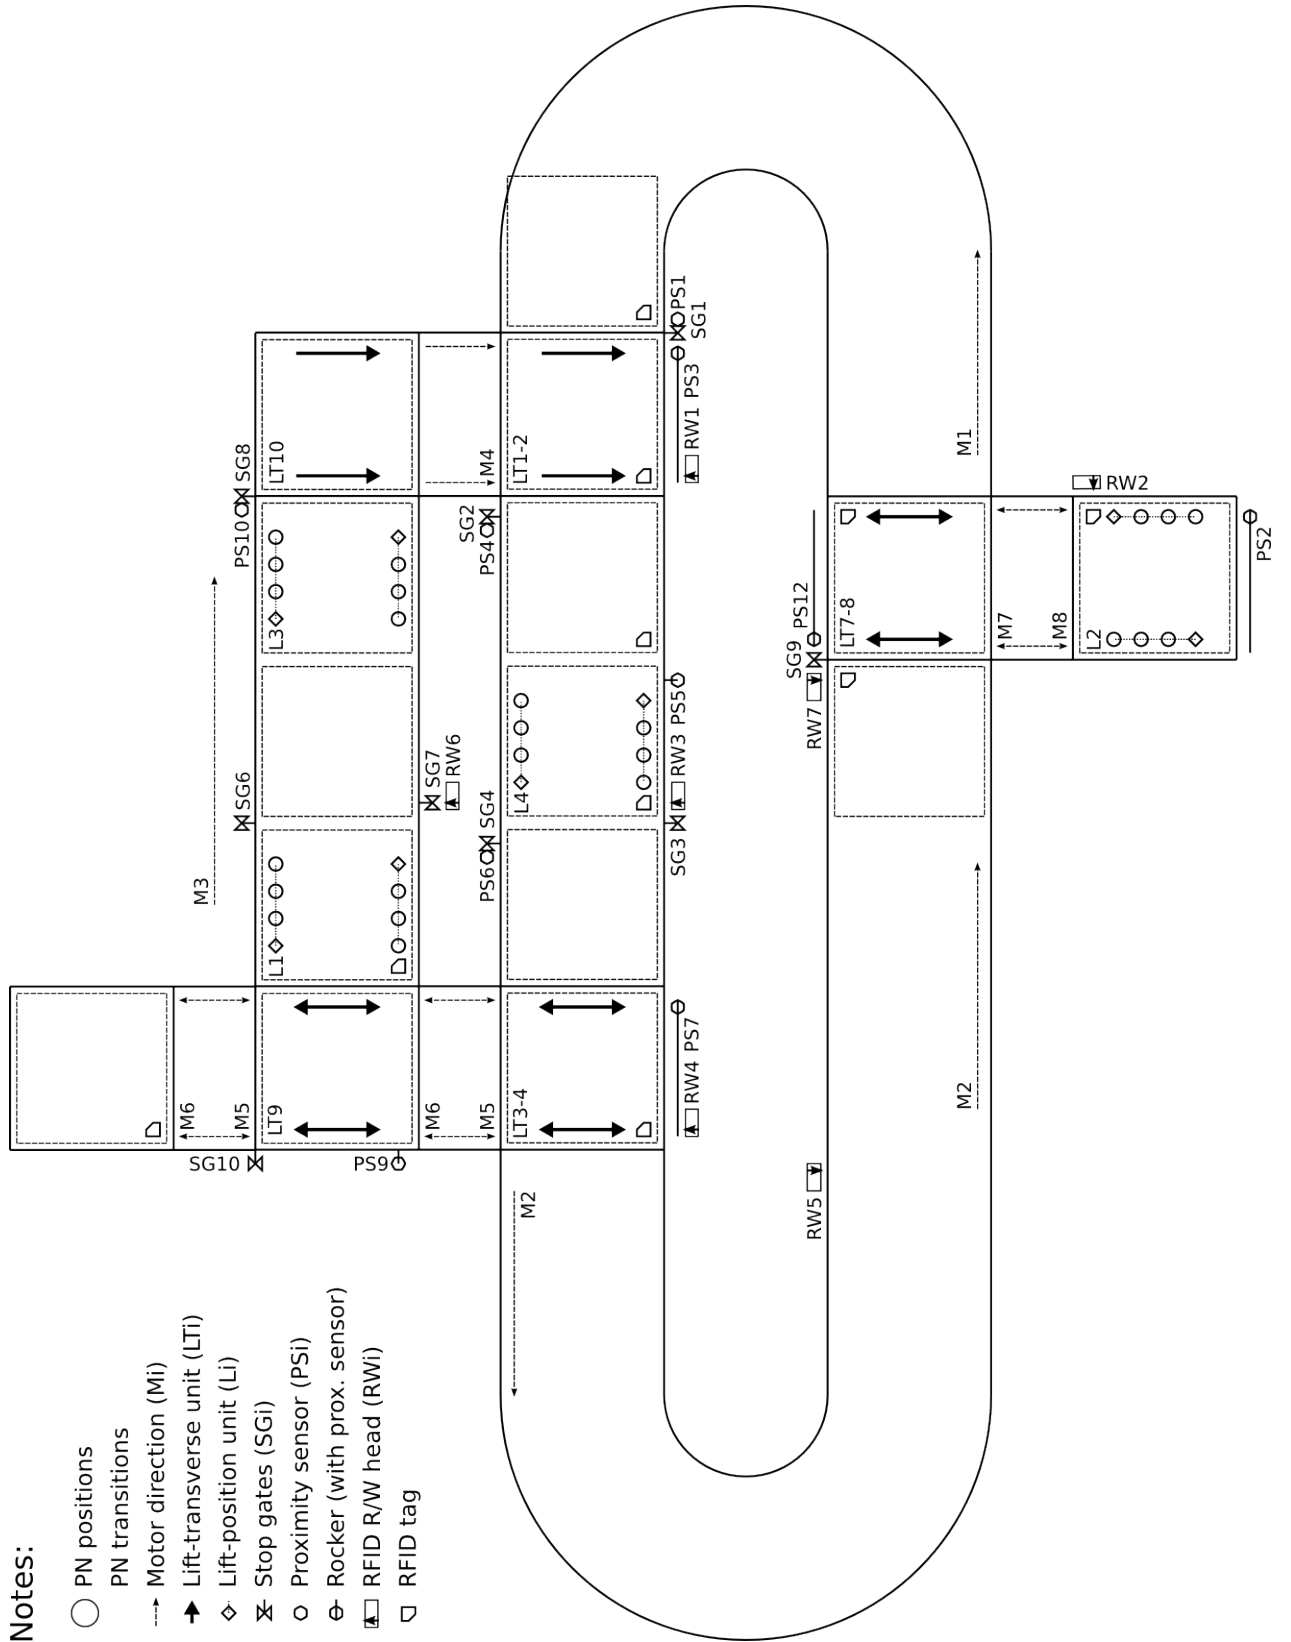 Notes:
PN positions
PN transitions
Motor direction (Mi)
Lift-transverse unit (LTi)
Lift-position unit (Li)
Stop gates (SGi)
Proximity sensor (PSi)
Rocker (with prox. sensor)
RFID R/W head (RWi)
RFID tag
M6
M5
SG10
LT9
PS9
M6
M5
LT3-4
RW4 PS7
M2
M3
SG6
L1
SG7
RW6
PS6
SG4
L4
SG3
RW3 PS5
PS10
SG8
L3
LT10
SG2
PS4
M4
LT1-2
RW1 PS3
PS1
SG1
RW5
M2
RW7
SG9
PS12
LT7-8
M1
M7
M8
RW2
L2
PS2